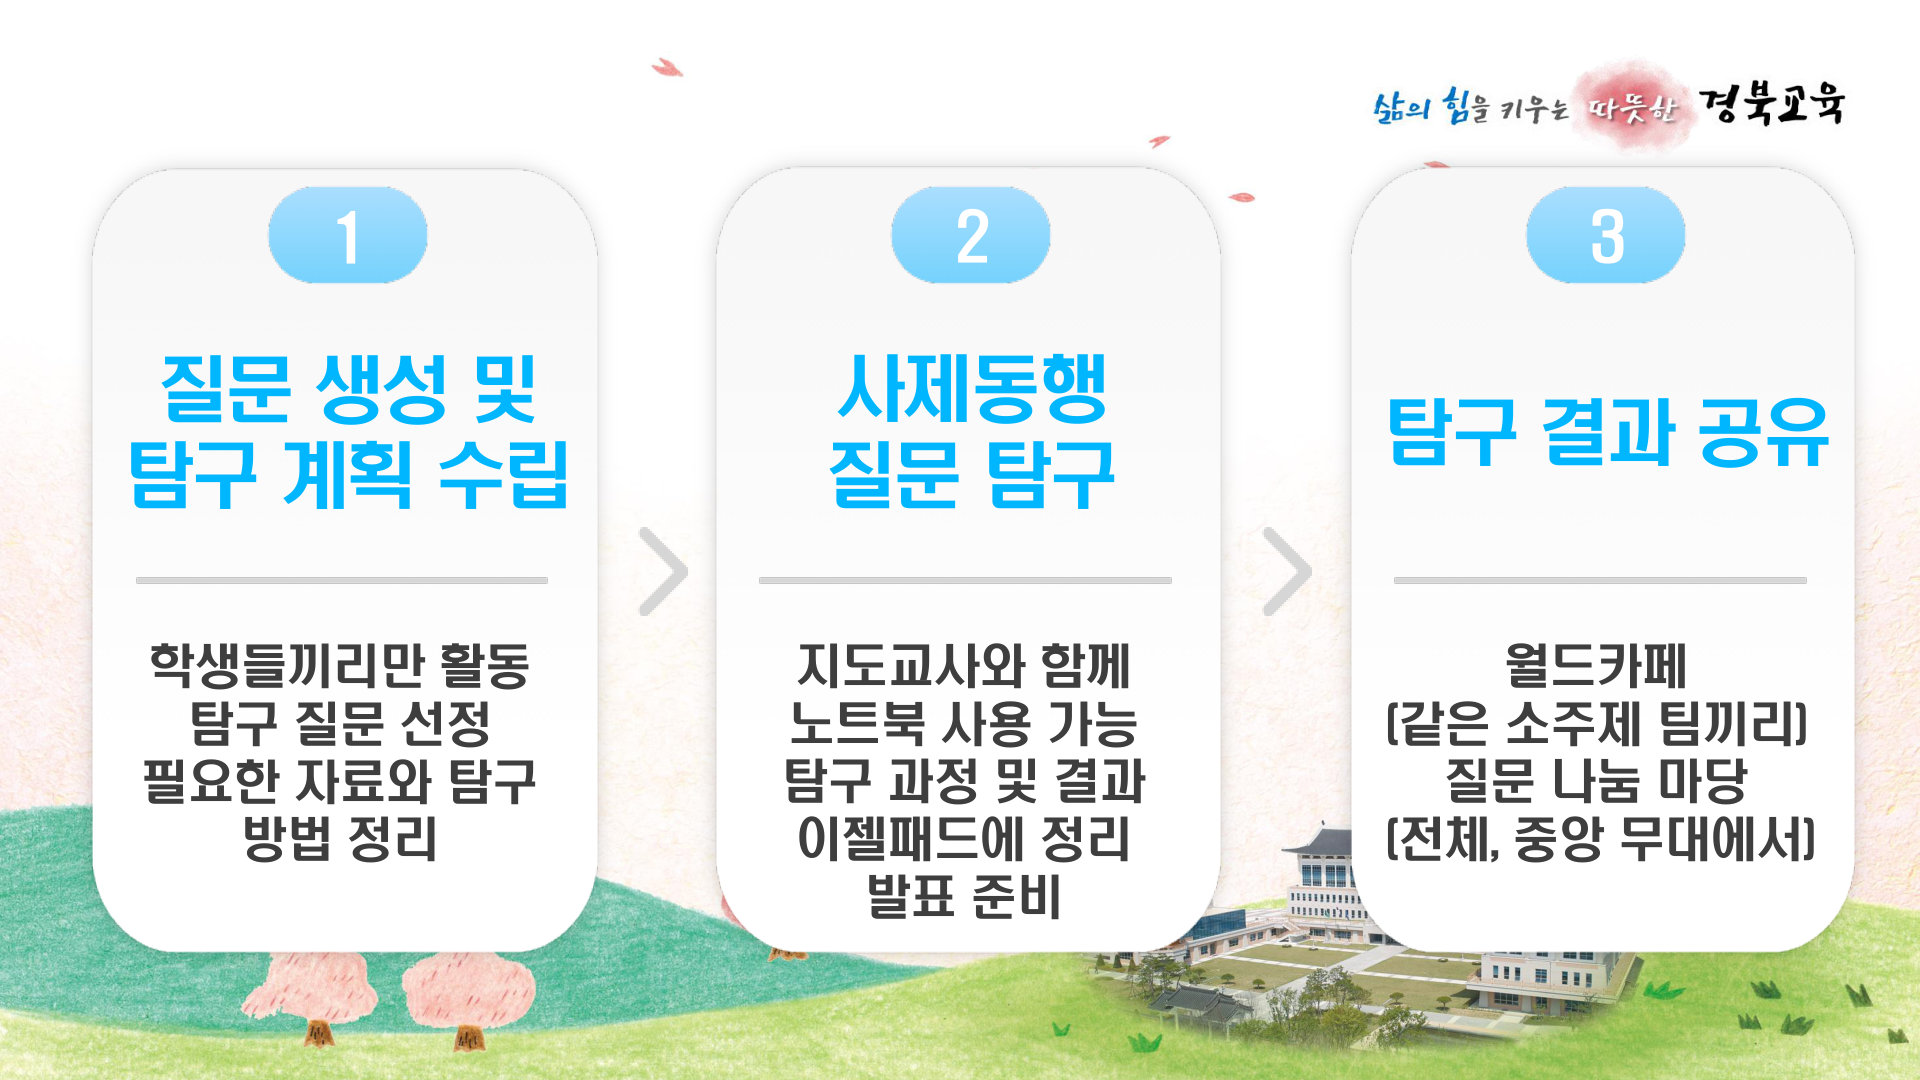 삶의 힘을 키우는 따뜻한 경북교육
1
질문 생성 및
탐구 계획 수립
학생들끼리만 활동
탐구 질문 선정
필요한 자료와 탐구
방법 정리
2
사제동행
질문 탐구
지도교사와 함께
노트북 사용 가능
탐구 과정 및 결과
이젤패드에 정리
발표 준비
3
탐구 결과 공유
월드카페
(같은 소주제 팀끼리)
질문 나눔 마당
(전체, 중앙 무대에서)